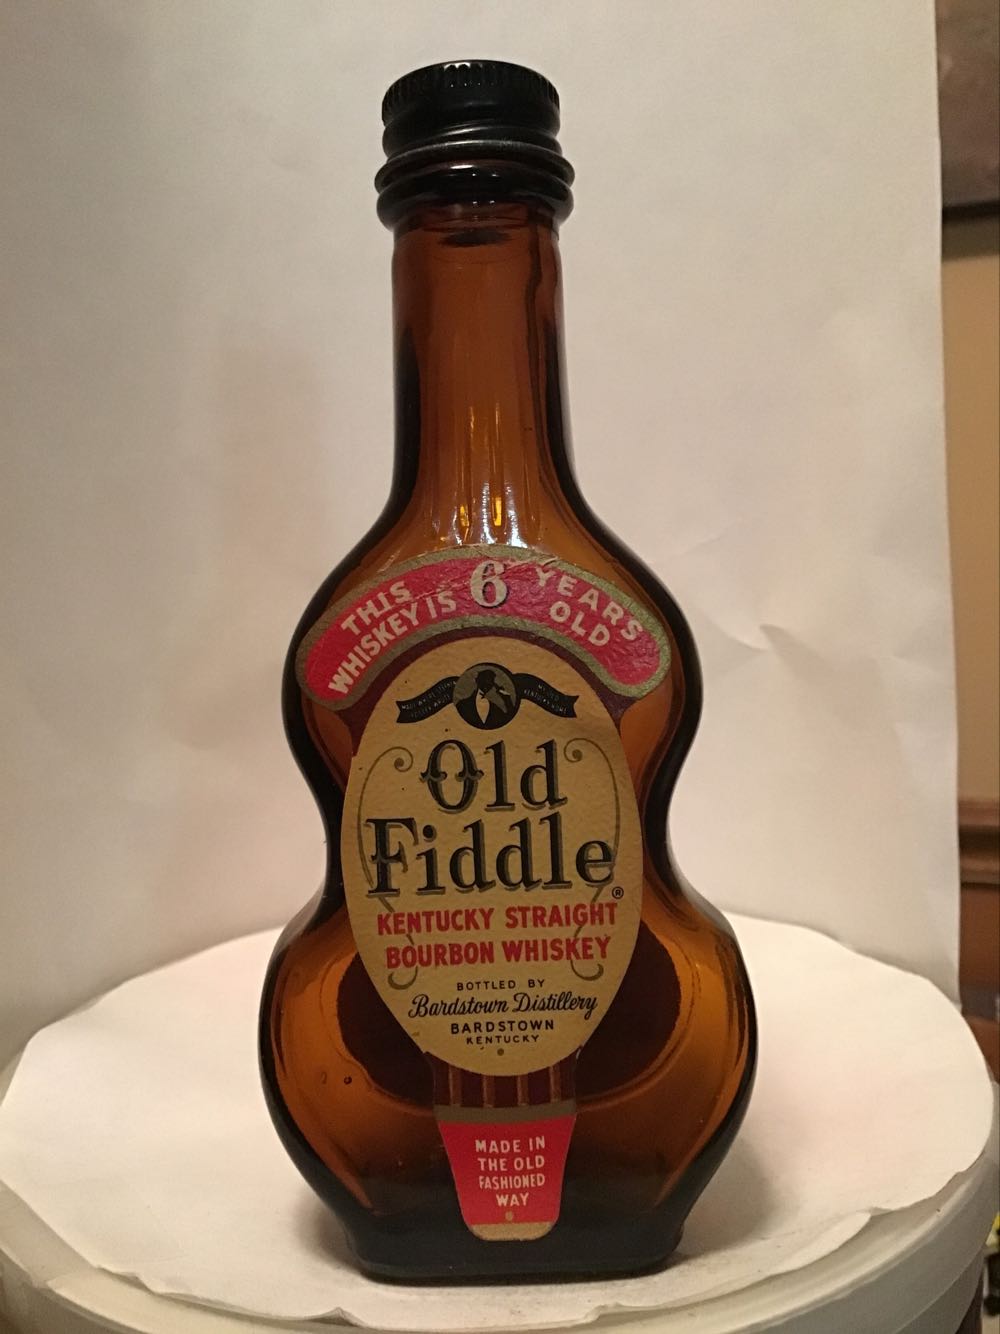 THIS
WHISKEY IS 6 YEARS
OLD
Old
Fiddle®
KENTUCKY STRAIGHT
BOURBON WHISKEY
BOTTLED BY
Bardstown Distillery
BARDSTOWN
KENTUCKY
MADE IN
THE OLD
FASHIONED
WAY